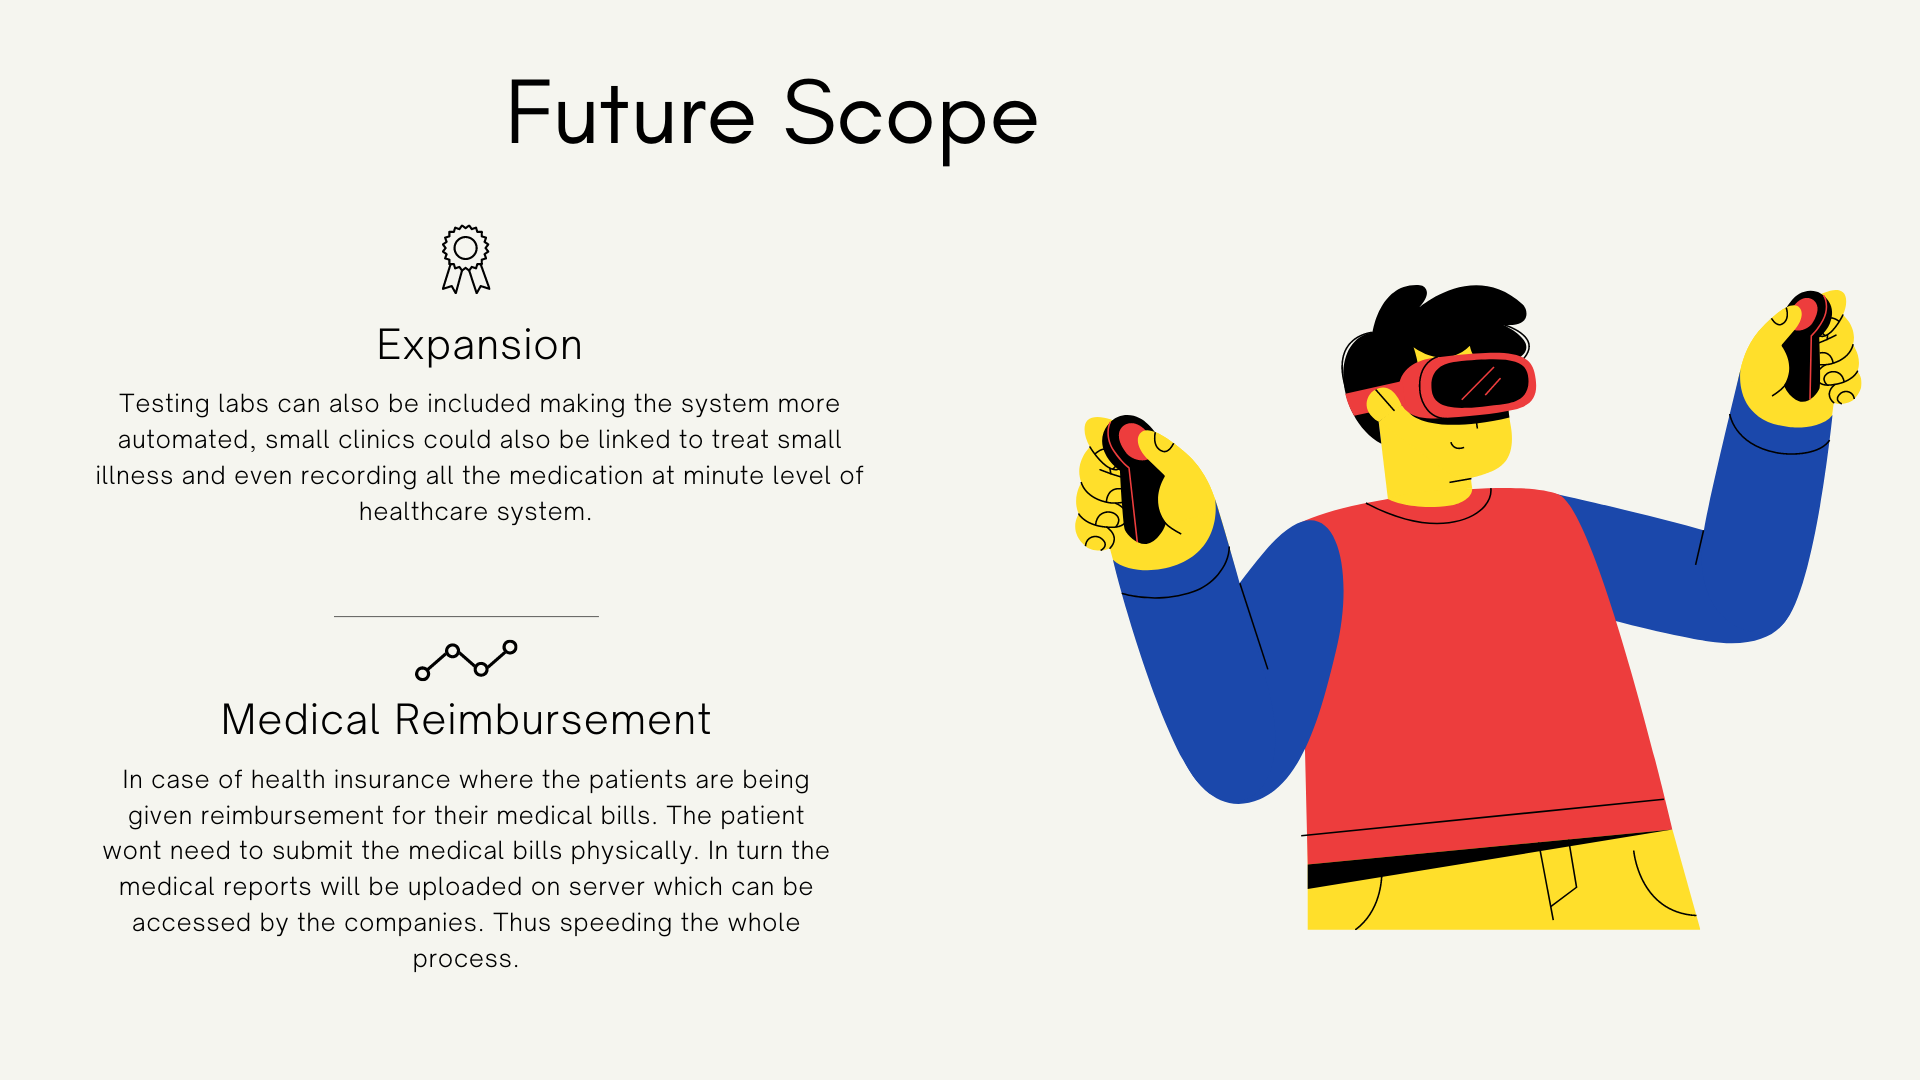 Future Scope
Expansion
Testing labs can also be included making the system more
automated, small clinics could also be linked to treat small
illness and even recording all the medication at minute level of
healthcare system.
Medical Reimbursement
In case of health insurance where the patients are being
given reimbursement for their medical bills. The patient
wont need to submit the medical bills physically. In turn the
medical reports will be uploaded on server which can be
accessed by the companies. Thus speeding the whole
process.